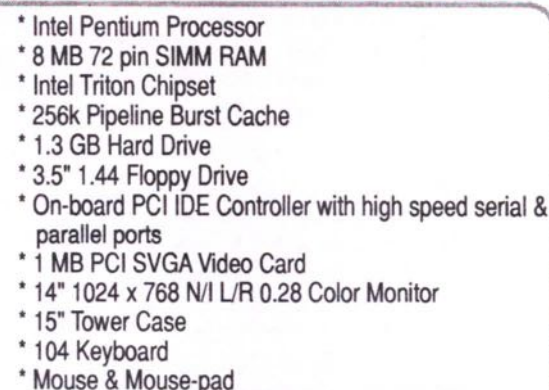 * Intel Pentium Processor
* 8 MB 72 pin SIMM RAM
* Intel Triton Chipset
* 256k Pipeline Burst Cache
* 1.3 GB Hard Drive
* 3.5" 1.44 Floppy Drive
* On-board PCI IDE Controller with high speed serial &
parallel ports
* 1 MB PCI SVGA Video Card
* 14" 1024 x 768 N/I L/R 0.28 Color Monitor
* 15" Tower Case
* 104 Keyboard
* Mouse & Mouse-pad